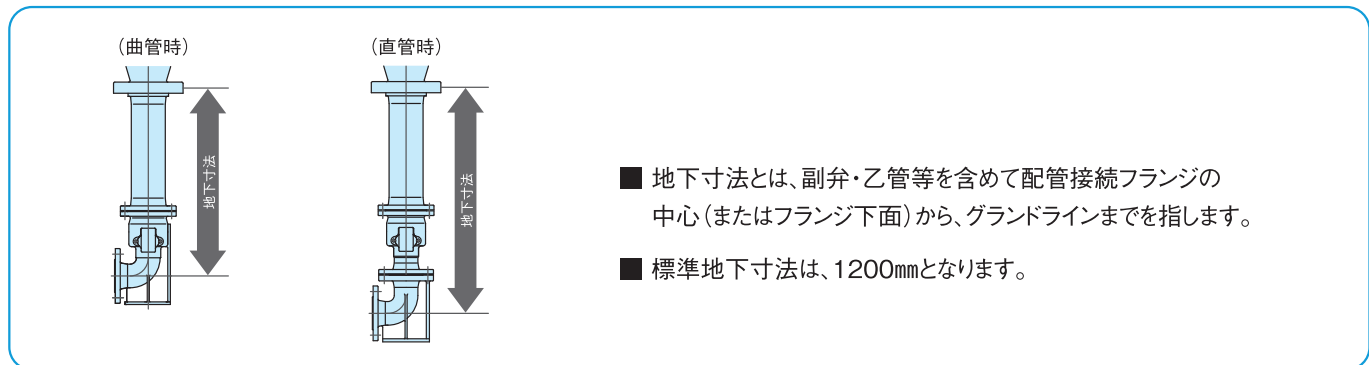 （曲管時）
（直管時）
地下寸法
地下寸法
■ 地下寸法とは、副弁・乙管等を含めて配管接続フランジの
中心（またはフランジ下面）から、グランドラインまでを指します。
■ 標準地下寸法は、1200㎜となります。